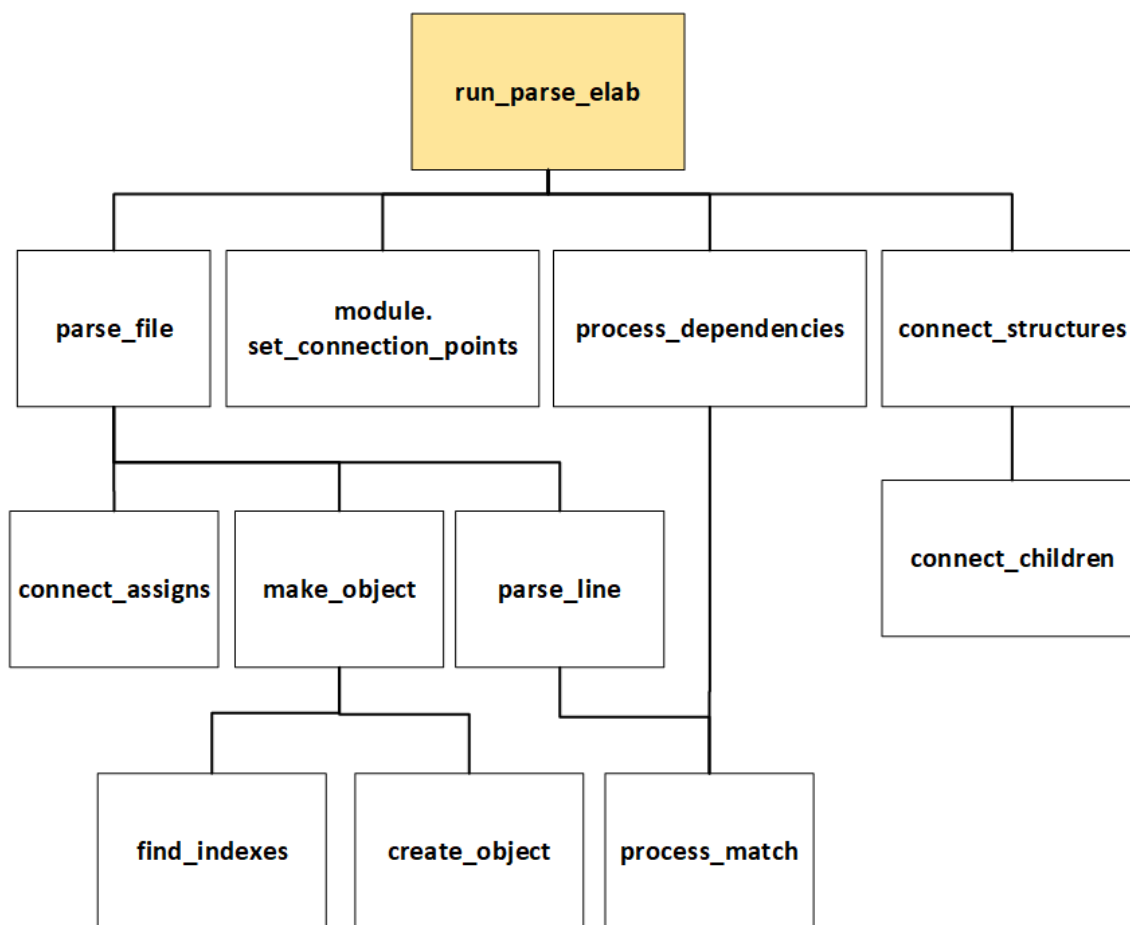 run_parse_elab
parse_file
module.
set_connection_points
process_dependencies
connect_structures
connect_assigns
make_object
parse_line
connect_children
find_indexes
create_object
process_match